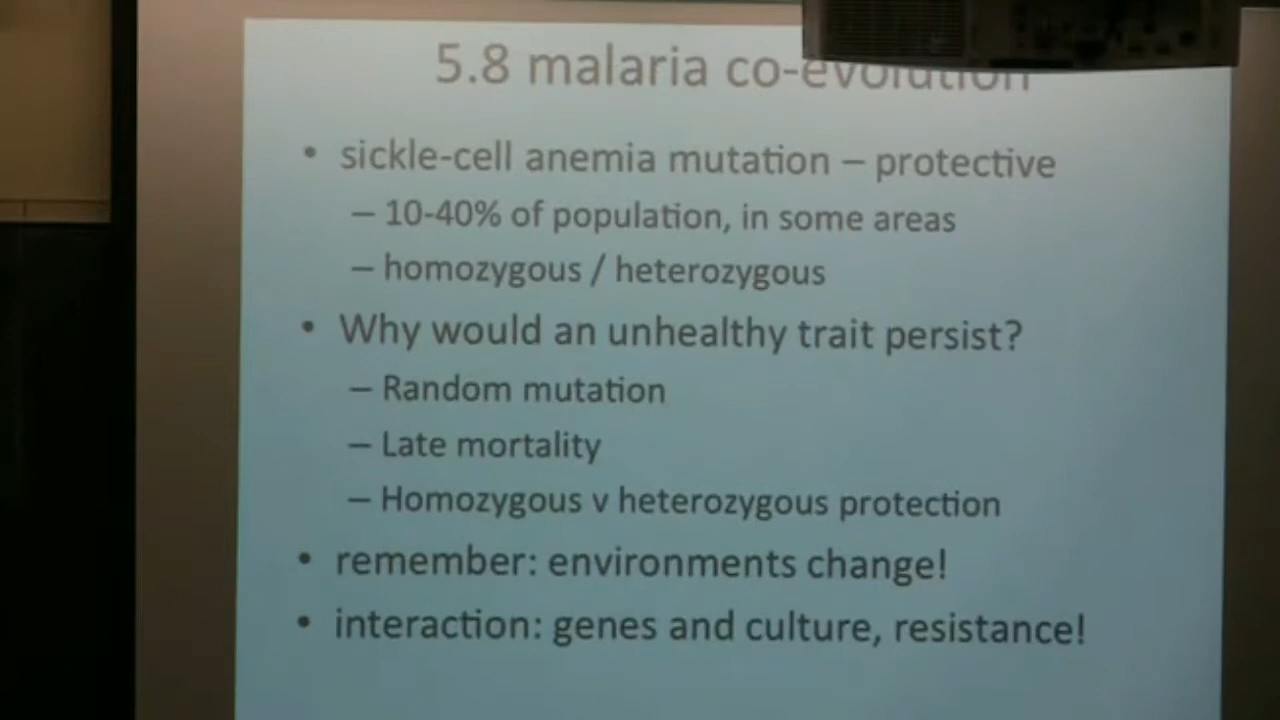 5.8 malaria co-evolution
• sickle-cell anemia mutation – protective
– 10-40% of population, in some areas
– homozygous / heterozygous
• Why would an unhealthy trait persist?
– Random mutation
– Late mortality
– Homozygous v heterozygous protection
• remember: environments change!
• interaction: genes and culture, resistance!